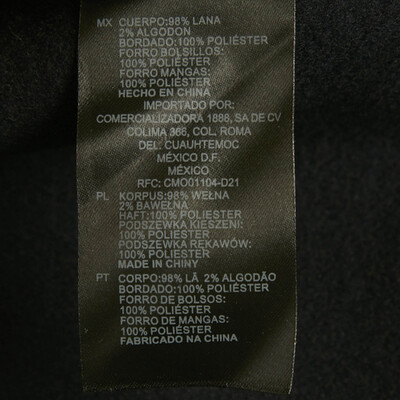 MX CUERPO:98% LANA
2% ALGODON
BORDADO:100% POLIÉSTER
FORRO BOLSILLOS:
100% POLIÉSTER
FORRO MANGAS:
100% POLIÉSTER
HECHO EN CHINA
IMPORTADO POR:
COMERCIALIZADORA 1888, SA DE CV
COLIMA 366, COL. ROMA
DEL: CUAUHTEMOC
MÉXICO D.F.
MÉXICO
RFC: CMO01104-D21
PL KORPUS:98% WEŁNA
2% BAWEŁNA
HAFT:100% POLIESTER
PODSZEWKA KIESZENI:
100% POLIESTER
PODSZEWKA RĘKAWÓW:
100% POLIESTER
MADE IN CHINY
PT CORPO:98% LÃ 2% ALGODÃO
BORDADO:100% POLIÉSTER
FORRO DE BOLSOS:
100% POLIÉSTER
FORRO DE MANGAS:
100% POLIÉSTER
FABRICADO NA CHINA